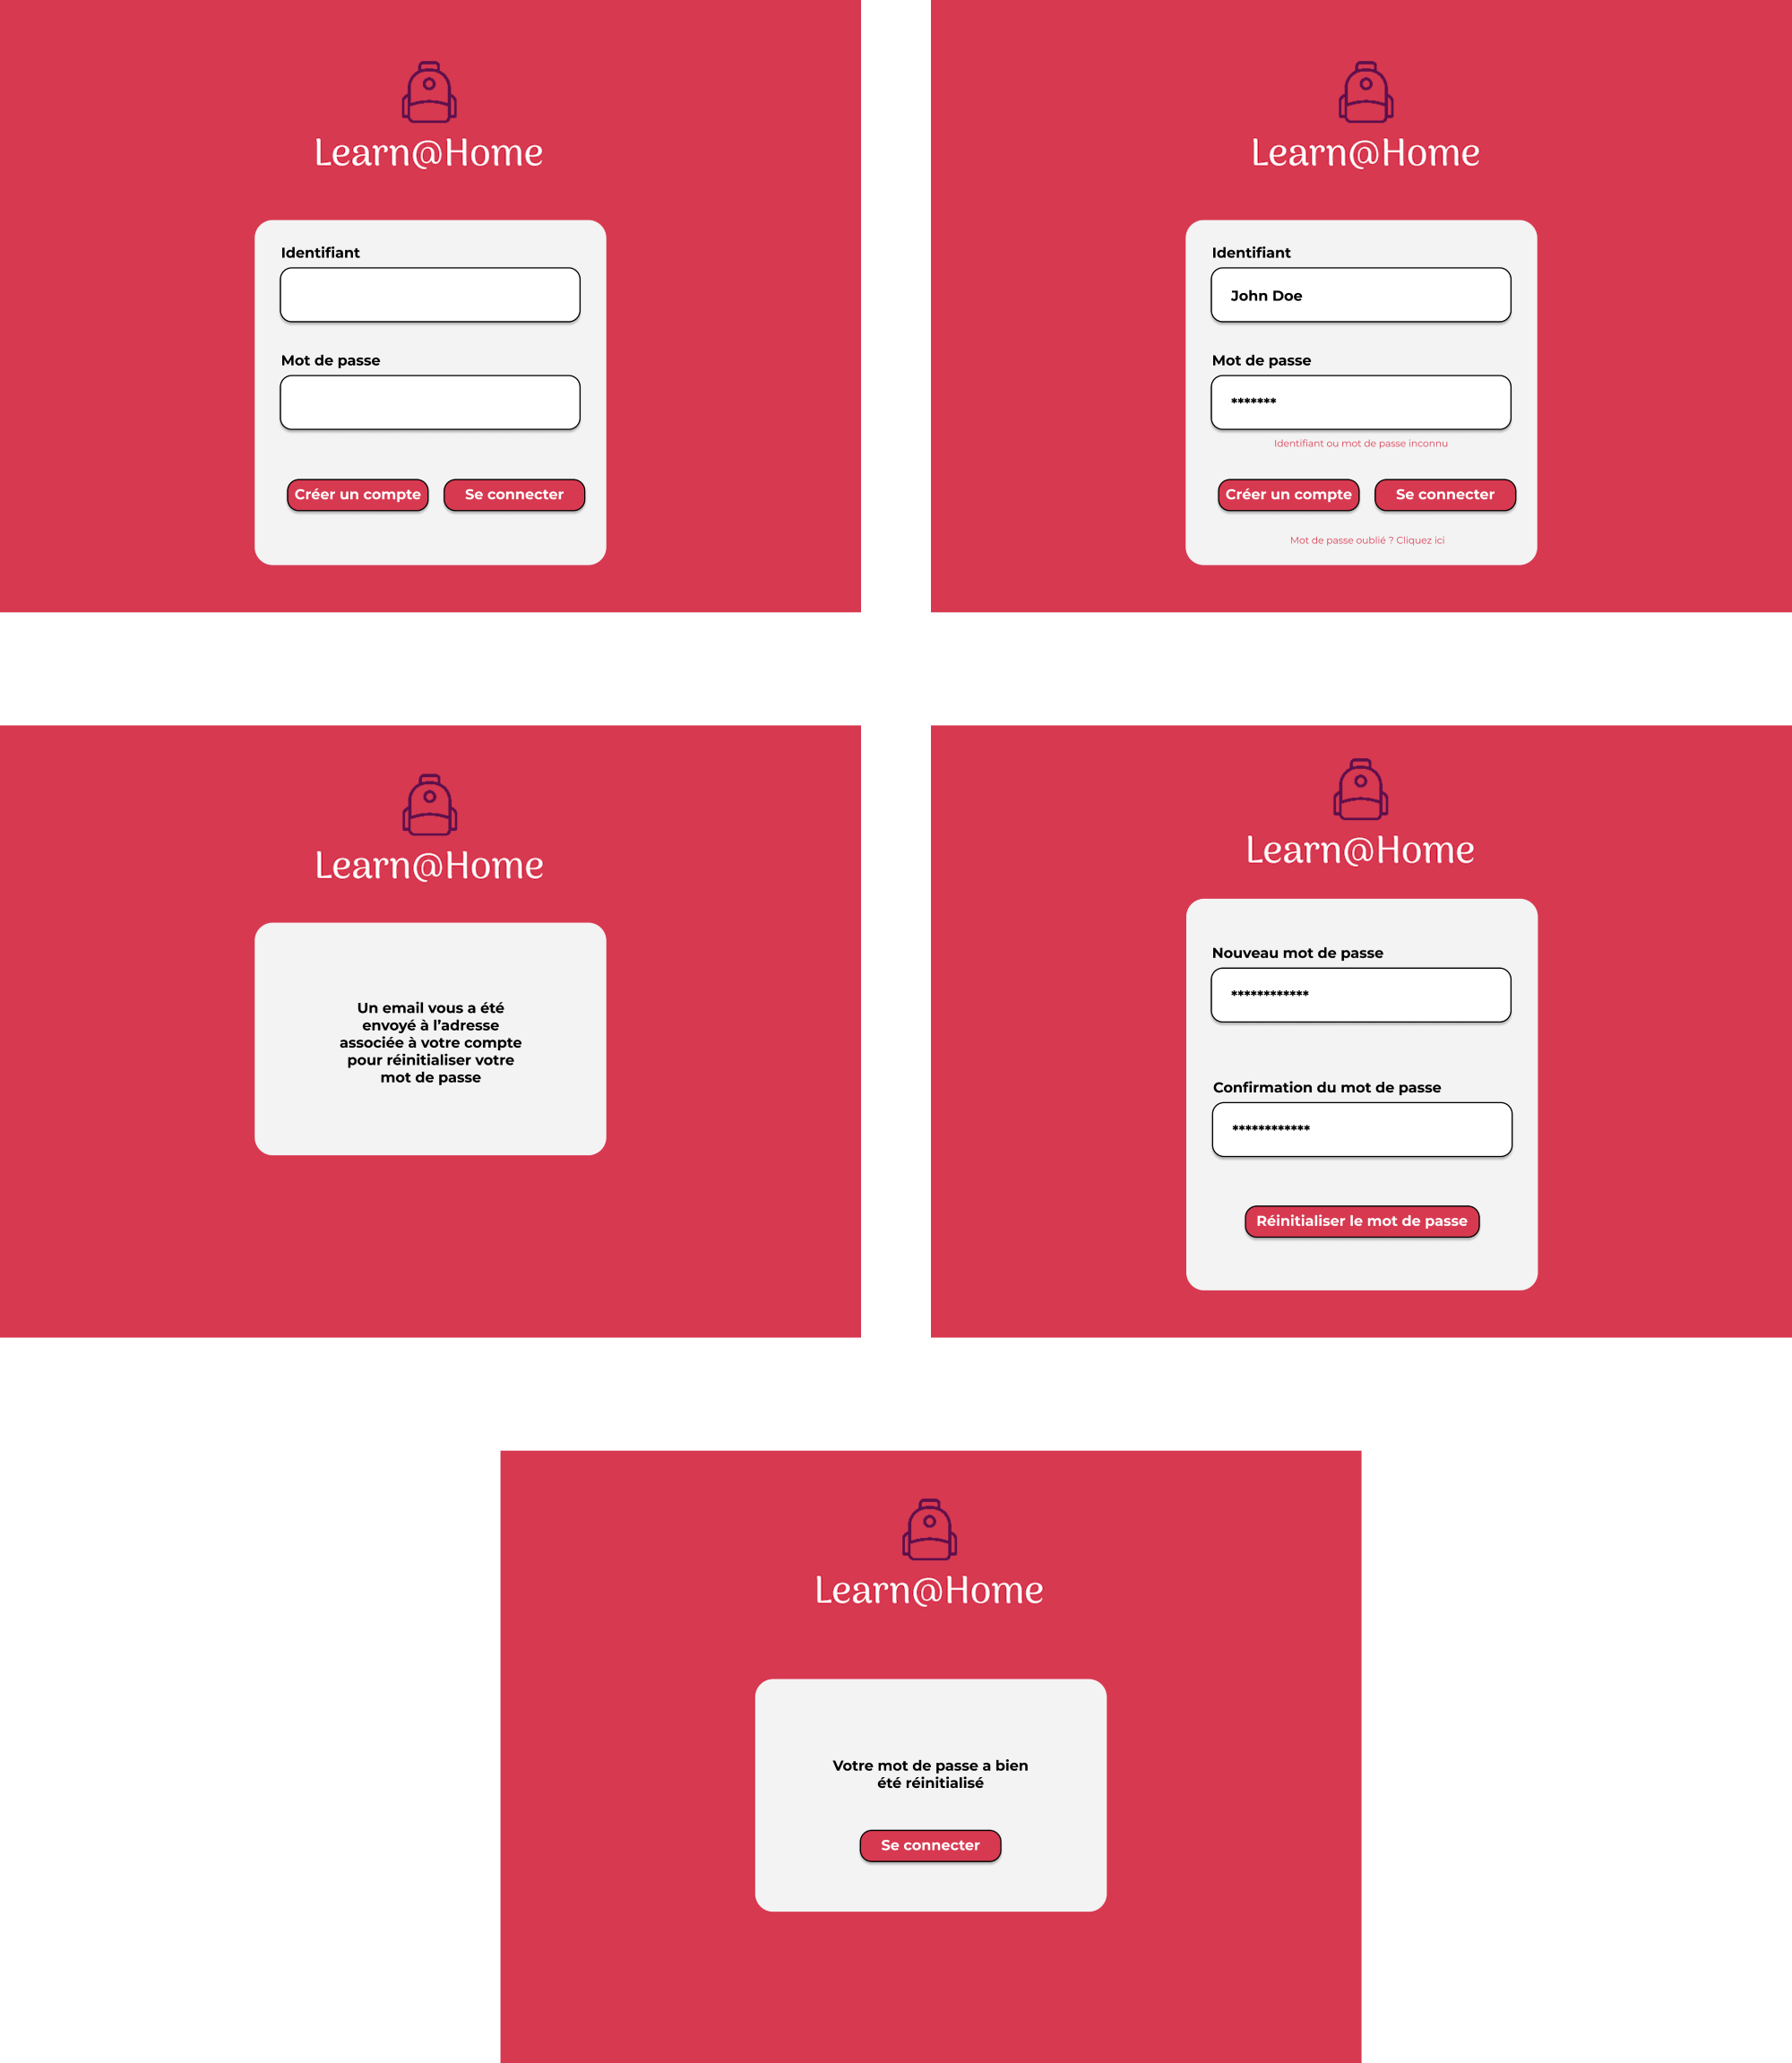 Learn@Home
Identifiant
Mot de passe
Créer un compte
Se connecter
Learn@Home
Identifiant
John Doe
Mot de passe
*******
Identifiant ou mot de passe inconnu
Créer un compte
Se connecter
Mot de passe oublié ? Cliquez ici
Learn@Home
Un email vous a été
envoyé à l’adresse
associée à votre compte
pour réinitialiser votre
mot de passe
Learn@Home
Nouveau mot de passe
************
Confirmation du mot de passe
************
Réinitialiser le mot de passe
Learn@Home
Votre mot de passe a bien
été réinitialisé
Se connecter